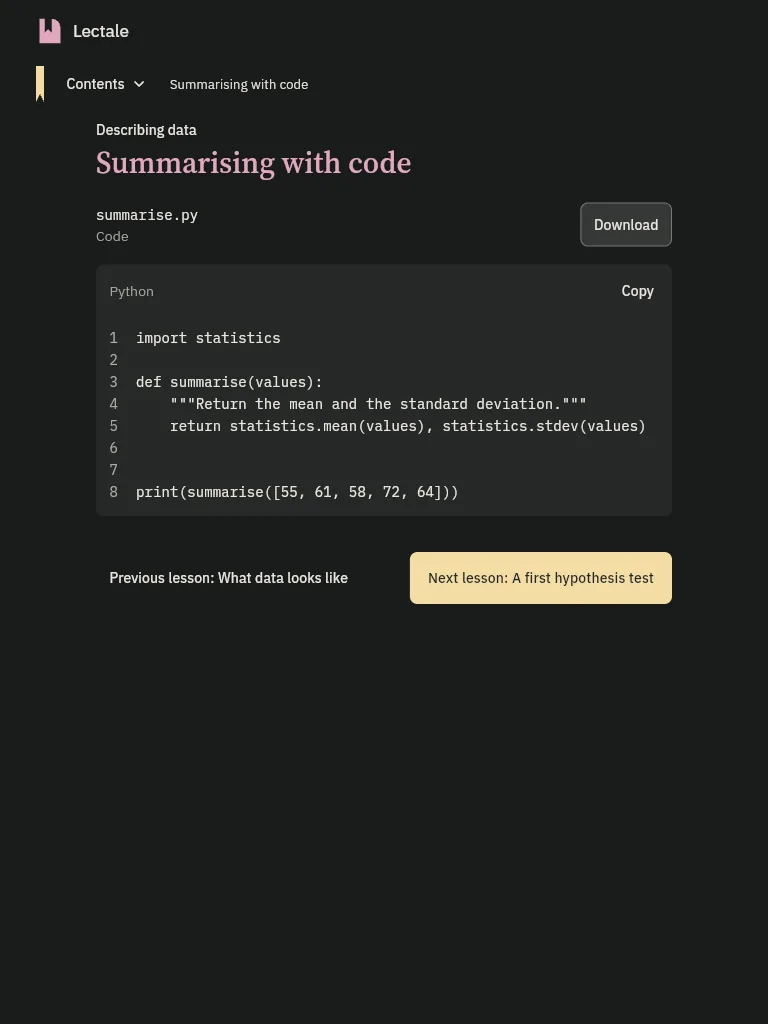 Lectale
Contents
Summarising with code
Describing data
Summarising with code
summarise.py
Code
Download
Python
Copy
1 import statistics
2
3 def summarise(values):
4     """Return the mean and the standard deviation."""
5     return statistics.mean(values), statistics.stdev(values)
6
7
8 print(summarise([55, 61, 58, 72, 64]))
Previous lesson: What data looks like
Next lesson: A first hypothesis test